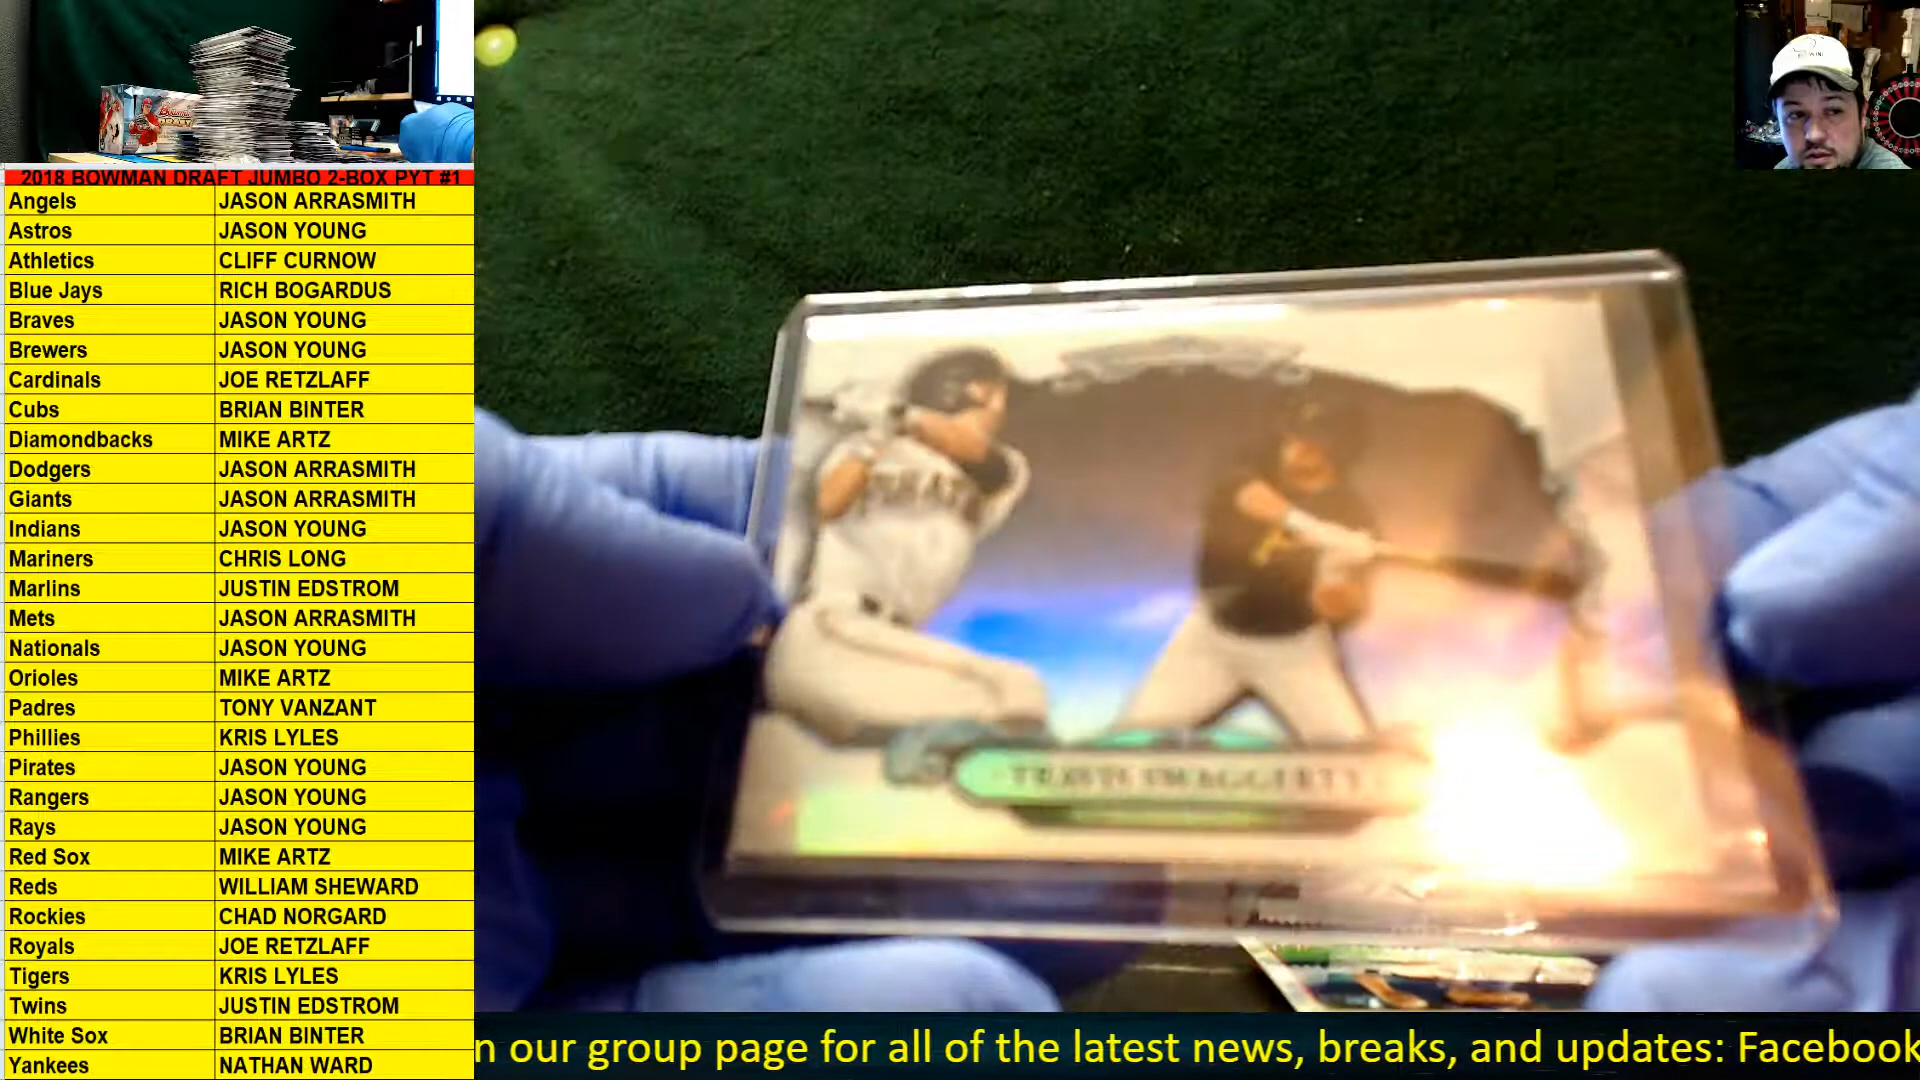 2018 BOWMAN DRAFT JUMBO 2-BOX PYT #1
Angels JASON ARRASMITH
Astros JASON YOUNG
Athletics CLIFF CURNOW
Blue Jays RICH BOGARDUS
Braves JASON YOUNG
Brewers JASON YOUNG
Cardinals JOE RETZLAFF
Cubs BRIAN BINTER
Diamondbacks MIKE ARTZ
Dodgers JASON ARRASMITH
Giants JASON ARRASMITH
Indians JASON YOUNG
Mariners CHRIS LONG
Marlins JUSTIN EDSTROM
Mets JASON ARRASMITH
Nationals JASON YOUNG
Orioles MIKE ARTZ
Padres TONY VANZANT
Phillies KRIS LYLES
Pirates JASON YOUNG
Rangers JASON YOUNG
Rays JASON YOUNG
Red Sox MIKE ARTZ
Reds WILLIAM SHEWARD
Rockies CHAD NORGARD
Royals JOE RETZLAFF
Tigers KRIS LYLES
Twins JUSTIN EDSTROM
White Sox BRIAN BINTER
Yankees NATHAN WARD
TRAVIS SWAGGERTY
n our group page for all of the latest news, breaks, and updates: Facebook